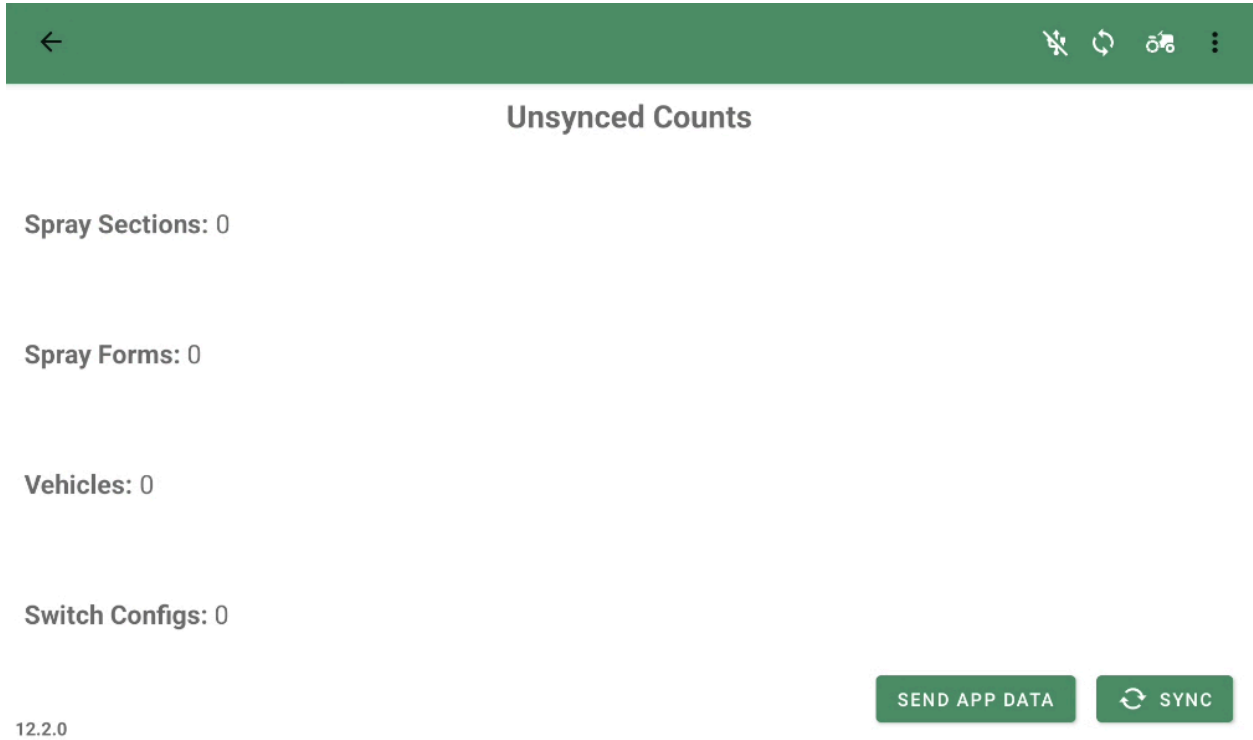 Unsynced Counts
Spray Sections: 0
Spray Forms: 0
Vehicles: 0
Switch Configs: 0
SEND APP DATA
SYNC
12.2.0